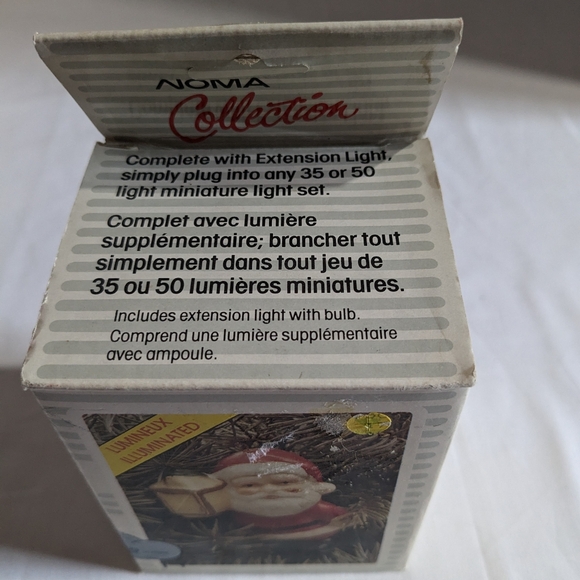 NOMA
Collection
Complete with Extension Light,
simply plug into any 35 or 50
light miniature light set.
Complet avec lumière
supplémentaire; brancher tout
simplement dans tout jeu de
35 ou 50 lumières miniatures.
Includes extension light with bulb.
Comprend une lumière supplémentaire
avec ampoule.
LUMINEUX
ILLUMINATED